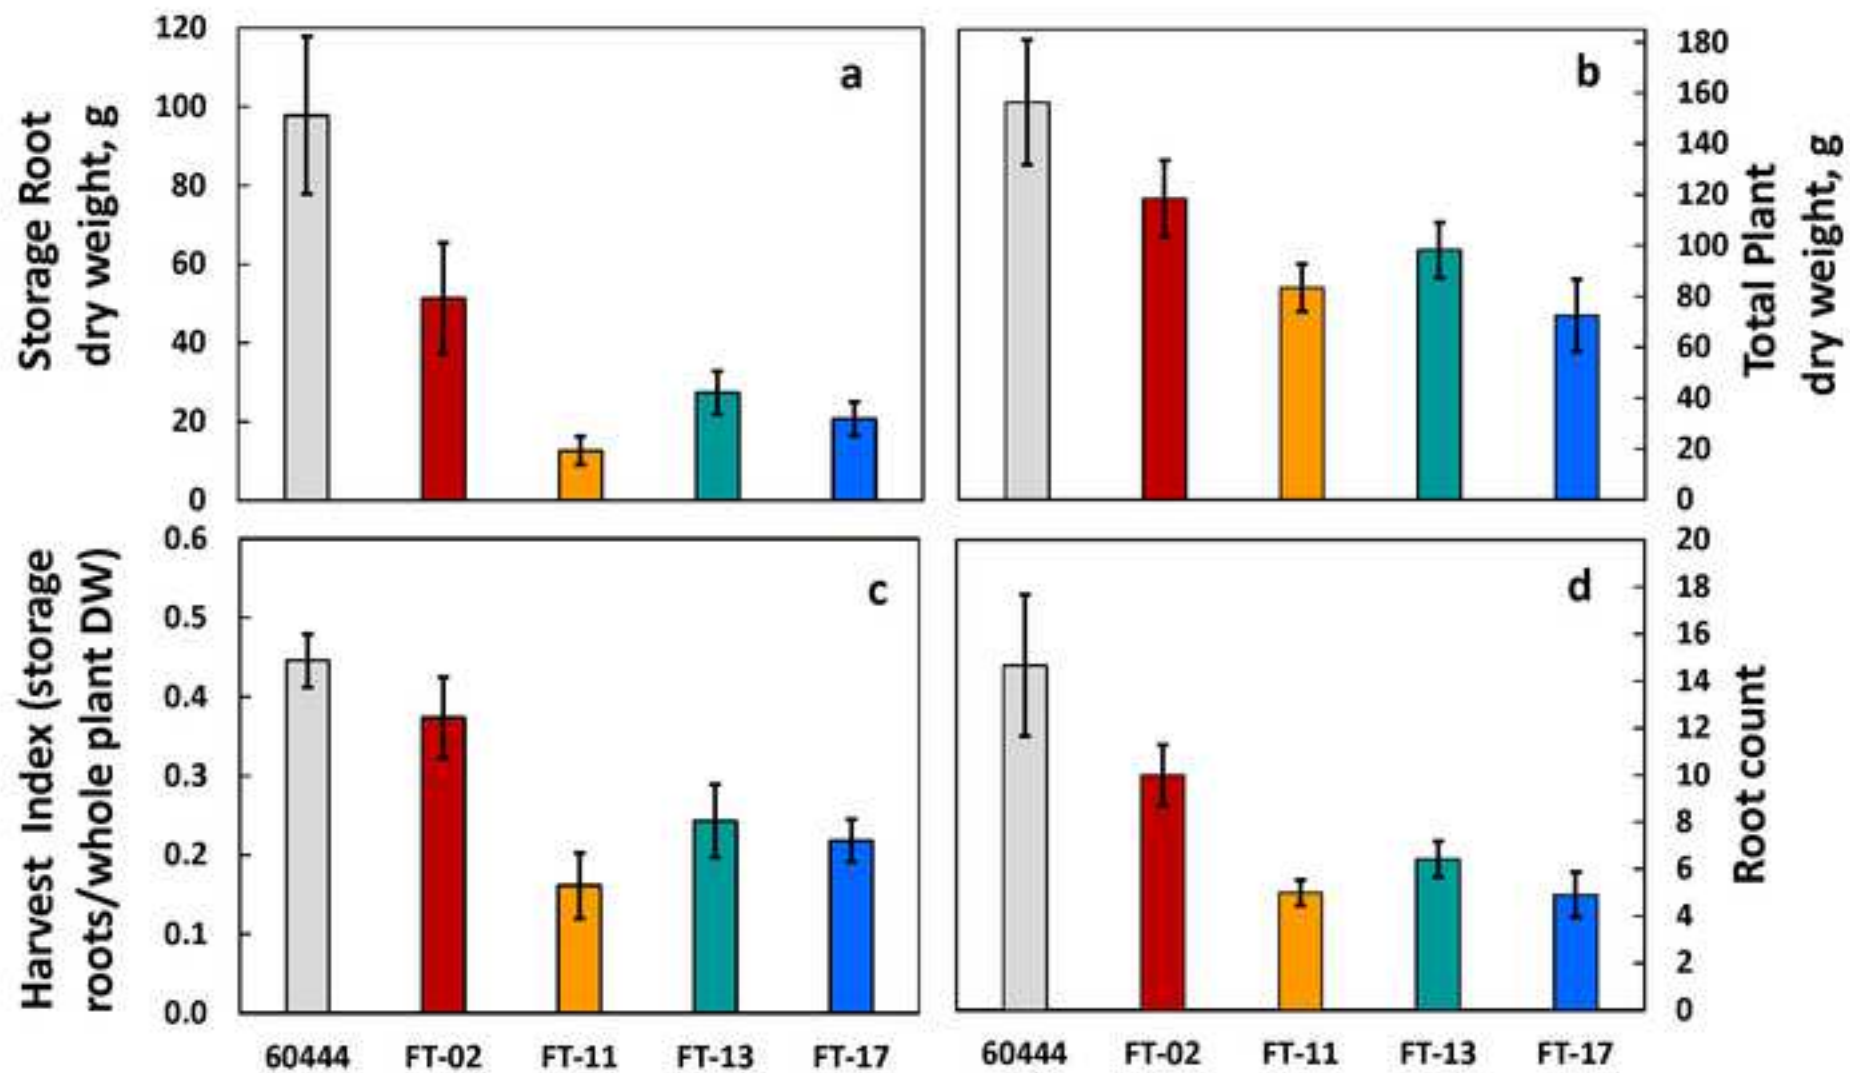 Storage Root
dry weight, g
120
100
80
60
40
20
0
a
b
180
160
140
120
100
80
60
40
20
0
Total Plant
dry weight, g
Harvest Index (storage
roots/whole plant DW)
0.6
0.5
0.4
0.3
0.2
0.1
0.0
c
d
20
18
16
14
12
10
8
6
4
2
0
Root count
60444 FT-02 FT-11 FT-13 FT-17
60444 FT-02 FT-11 FT-13 FT-17